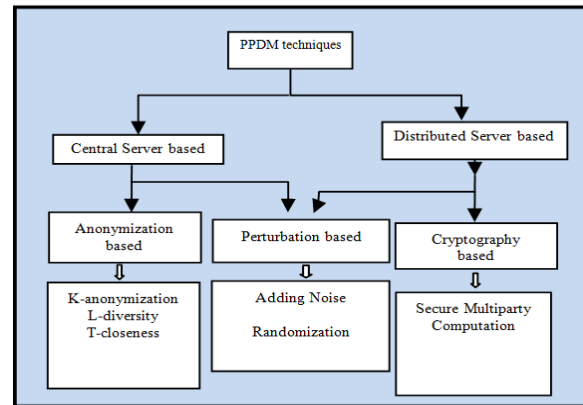 PPDM techniques
Central Server based
Distributed Server based
Anonymization
based
Perturbation based
Cryptography
based
K-anonymization
L-diversity
T-closeness
Adding Noise
Randomization
Secure Multiparty
Computation